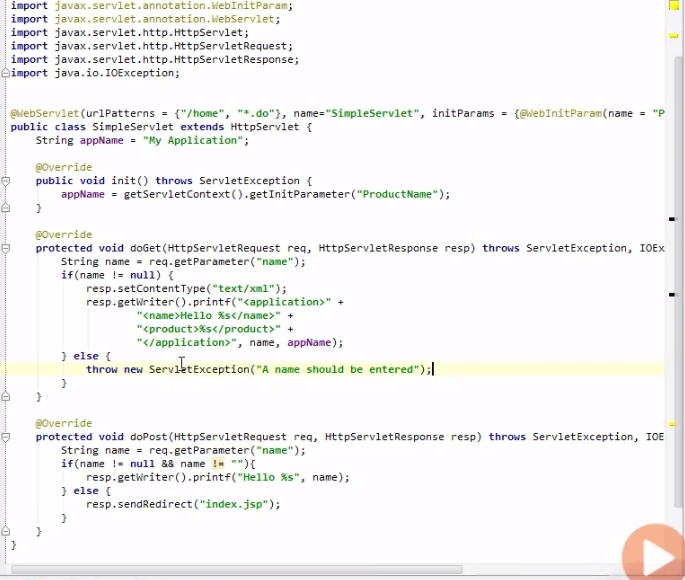 import javax.servlet.annotation.WebInitParam;
import javax.servlet.annotation.WebServlet;
import javax.servlet.http.HttpServlet;
import javax.servlet.http.HttpServletRequest;
import javax.servlet.http.HttpServletResponse;
import java.io.IOException;
@WebServlet(urlPatterns = {"/home", "*.do"}, name="SimpleServlet", initParams = {@WebInitParam(name = "P
public class SimpleServlet extends HttpServlet {
String appName = "My Application";
@Override
public void init() throws ServletException {
appName = getServletContext().getInitParameter("ProductName");
}
@Override
protected void doGet(HttpServletRequest req, HttpServletResponse resp) throws ServletException, IOEx
String name = req.getParameter("name");
if(name != null) {
resp.setContentType("text/xml");
resp.getWriter().printf("<application>" +
"<name>Hello %s</name>" +
"<product>%s</product>" +
"</application>", name, appName);
} else {
throw new ServletException("A name should be entered");
}
}
@Override
protected void doPost(HttpServletRequest req, HttpServletResponse resp) throws ServletException, IOE
String name = req.getParameter("name");
if(name != null && name != ""){
resp.getWriter().printf("Hello %s", name);
} else {
resp.sendRedirect("index.jsp");
}
}
}